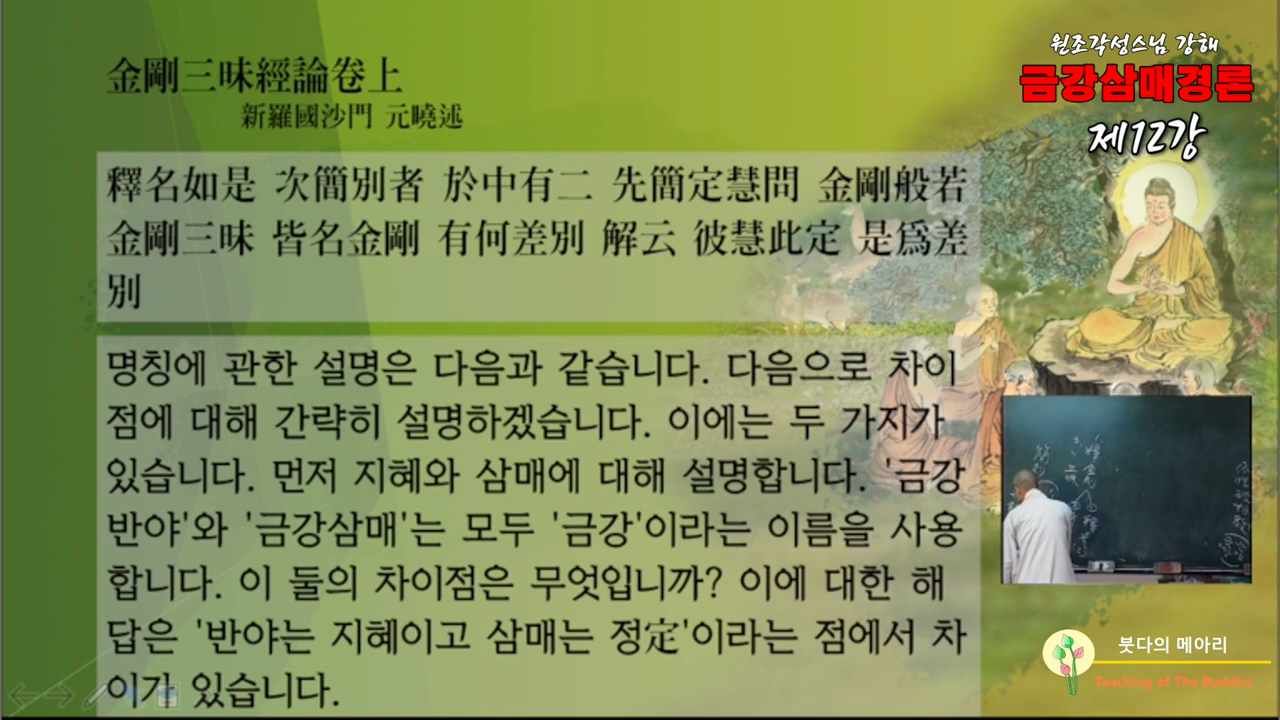 金剛三昧經論卷上
新羅國沙門 元曉述
釋名如是 次簡別者 於中有二 先簡定慧問 金剛般若
金剛三昧 皆名金剛 有何差別 解云 彼慧此定 是爲差
別
명칭에 관한 설명은 다음과 같습니다. 다음으로 차이
점에 대해 간략히 설명하겠습니다. 이에는 두 가지가
있습니다. 먼저 지혜와 삼매에 대해 설명합니다. '금강
반야'와 '금강삼매'는 모두 '금강'이라는 이름을 사용
합니다. 이 둘의 차이점은 무엇입니까? 이에 대한 해
답은 '반야는 지혜이고 삼매는 정定'이라는 점에서 차
이가 있습니다.
원조각성스님 강해
금강삼매경론
제12강
붓다의 메아리
Teaching of The Buddha